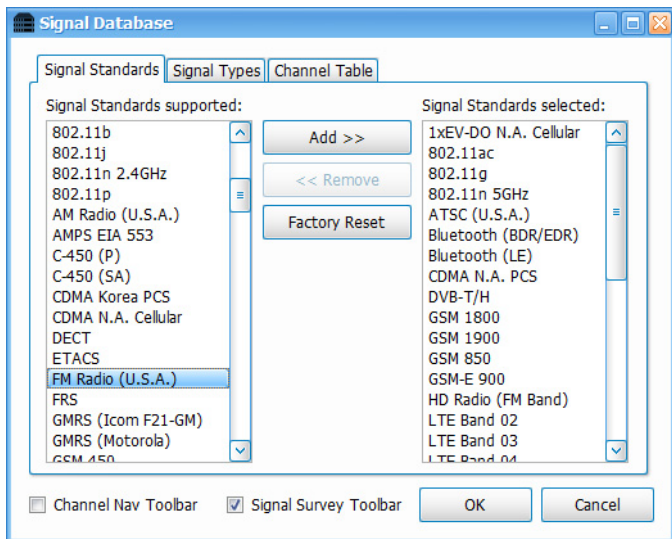 Signal Database
Signal Standards
Signal Types
Channel Table
Signal Standards supported:
802.11b
802.11j
802.11n 2.4GHz
802.11p
AM Radio (U.S.A.)
AMPS EIA 553
C-450 (P)
C-450 (SA)
CDMA Korea PCS
CDMA N.A. Cellular
DECT
ETACS
FM Radio (U.S.A.)
FRS
GMRS (Icom F21-GM)
GMRS (Motorola)
GSM 450
Add >>
<< Remove
Factory Reset
Signal Standards selected:
1xEV-DO N.A. Cellular
802.11ac
802.11g
802.11n 5GHz
ATSC (U.S.A.)
Bluetooth (BDR/EDR)
Bluetooth (LE)
CDMA N.A. PCS
DVB-T/H
GSM 1800
GSM 1900
GSM 850
GSM-E 900
HD Radio (FM Band)
LTE Band 02
LTE Band 03
LTE Band 04
Channel Nav Toolbar
Signal Survey Toolbar
OK
Cancel